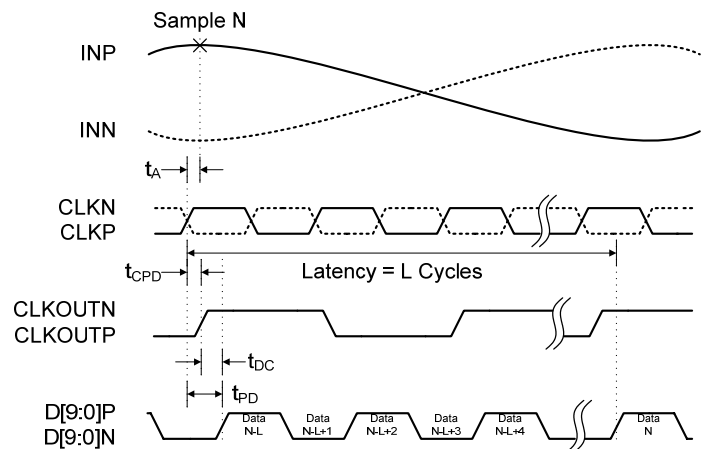 Sample N
INP
INN
tA
CLKN
CLKP
tCPD
Latency = L Cycles
CLKOUTN
CLKOUTP
tDC
tPD
D[9:0]P
D[9:0]N
Data N-L
Data N-L+1
Data N-L+2
Data N-L+3
Data N-L+4
Data N